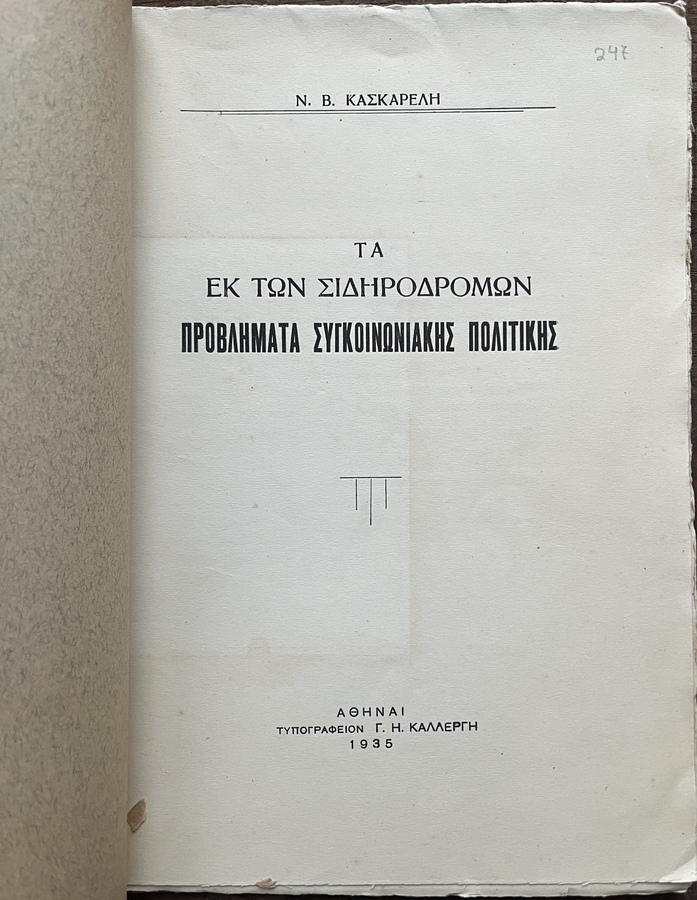 247
Ν. Β. ΚΑΣΚΑΡΕΛΗ
ΤΑ
ΕΚ ΤΩΝ ΣΙΔΗΡΟΔΡΟΜΩΝ
ΠΡΟΒΛΗΜΑΤΑ ΣΥΓΚΟΙΝΩΝΙΑΚΗΣ ΠΟΛΙΤΙΚΗΣ
ΑΘΗΝΑΙ
ΤΥΠΟΓΡΑΦΕΙΟΝ Γ. Η. ΚΑΛΛΕΡΓΗ
1935